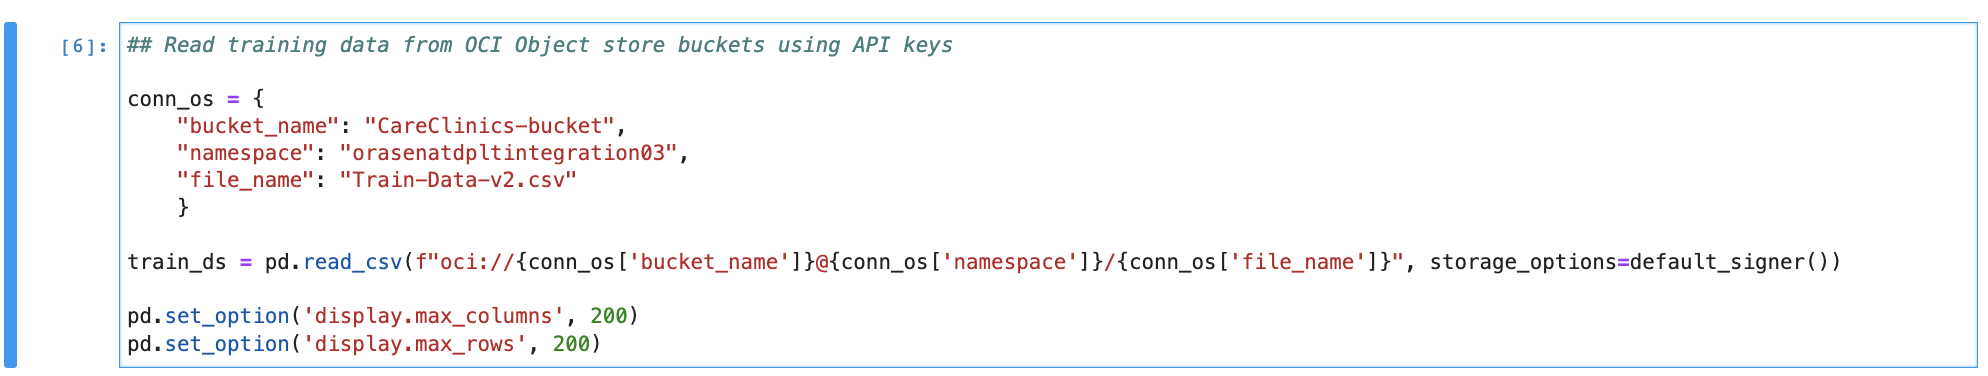 [6]: ## Read training data from OCI Object store buckets using API keys
conn_os = {
    "bucket_name": "CareClinics-bucket",
    "namespace": "orasenatdpltintegration03",
    "file_name": "Train-Data-v2.csv"
    }
train_ds = pd.read_csv(f"oci://{conn_os['bucket_name']}@{conn_os['namespace']}/{conn_os['file_name']}", storage_options=default_signer())
pd.set_option('display.max_columns', 200)
pd.set_option('display.max_rows', 200)